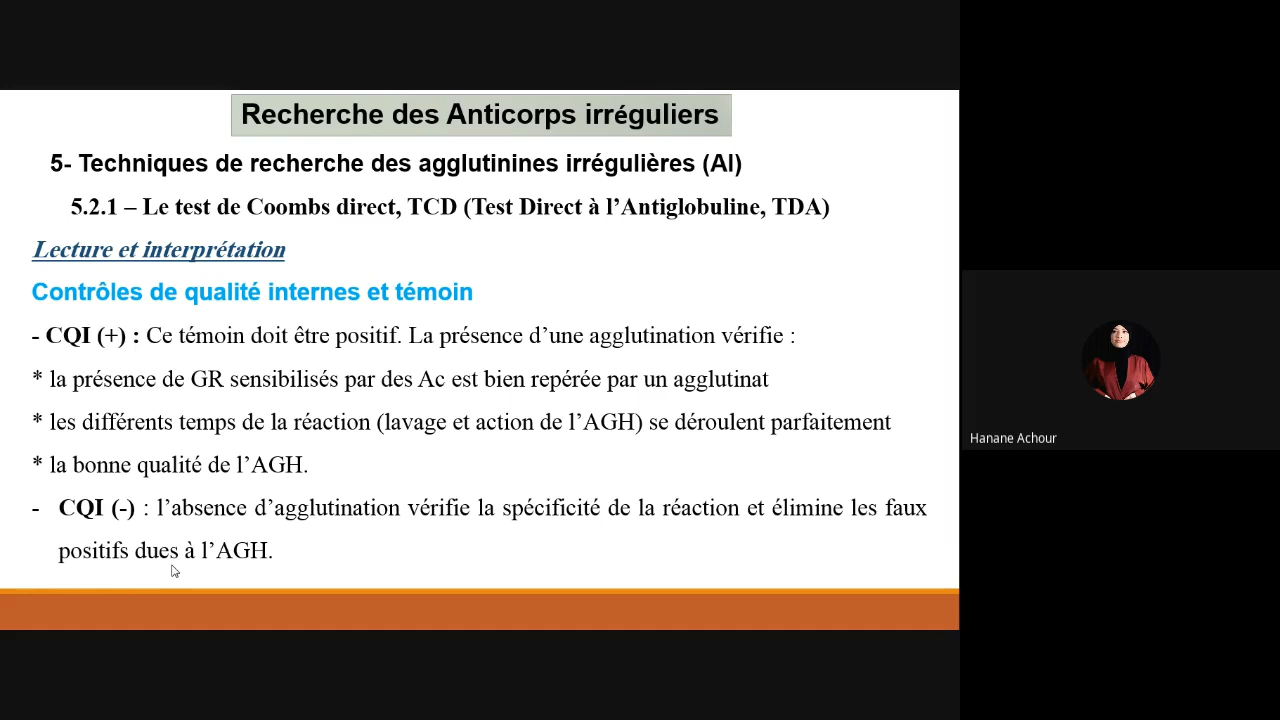 Recherche des Anticorps irréguliers
5- Techniques de recherche des agglutinines irrégulières (AI)
5.2.1 – Le test de Coombs direct, TCD (Test Direct à l’Antiglobuline, TDA)
Lecture et interprétation
Contrôles de qualité internes et témoin
- CQI (+) : Ce témoin doit être positif. La présence d’une agglutination vérifie :
* la présence de GR sensibilisés par des Ac est bien repérée par un agglutinat
* les différents temps de la réaction (lavage et action de l’AGH) se déroulent parfaitement
* la bonne qualité de l’AGH.
- CQI (-) : l’absence d’agglutination vérifie la spécificité de la réaction et élimine les faux
positifs dues à l’AGH.
Hanane Achour